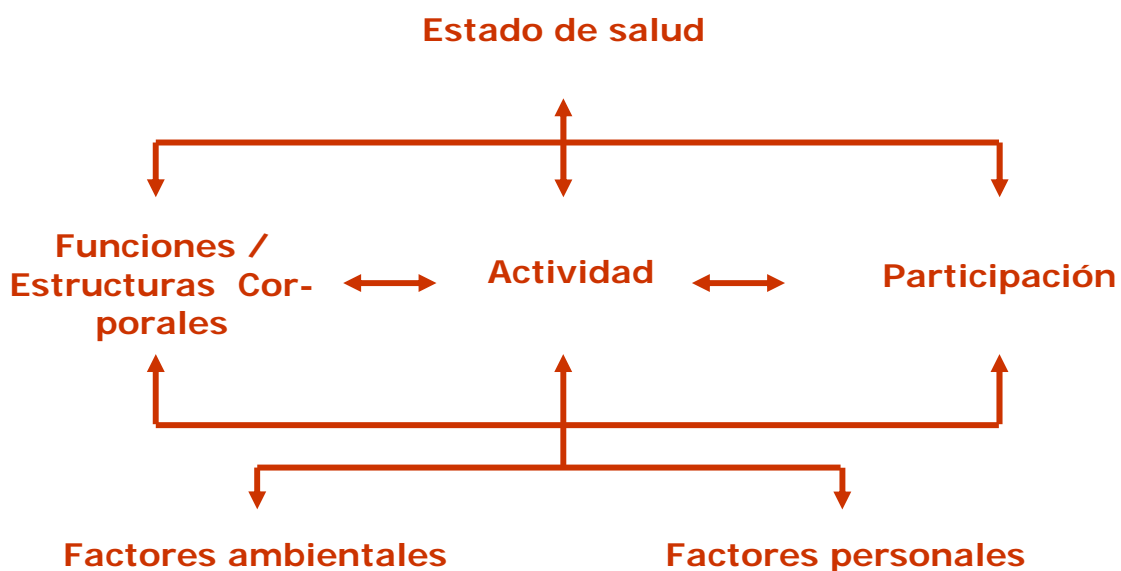 Estado de salud
Funciones /
Estructuras Cor-
porales
Actividad
Participación
Factores ambientales
Factores personales